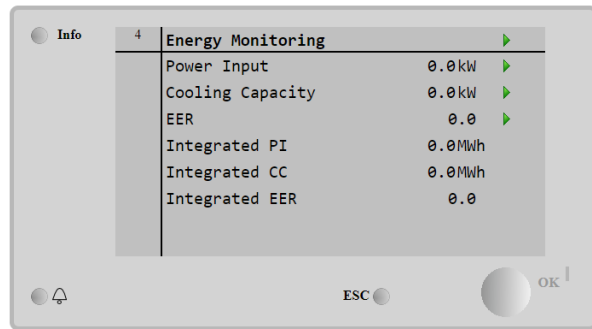 Info
4 Energy Monitoring
Power Input 0.0kW
Cooling Capacity 0.0kW
EER 0.0
Integrated PI 0.0MWh
Integrated CC 0.0MWh
Integrated EER 0.0
ESC
OK